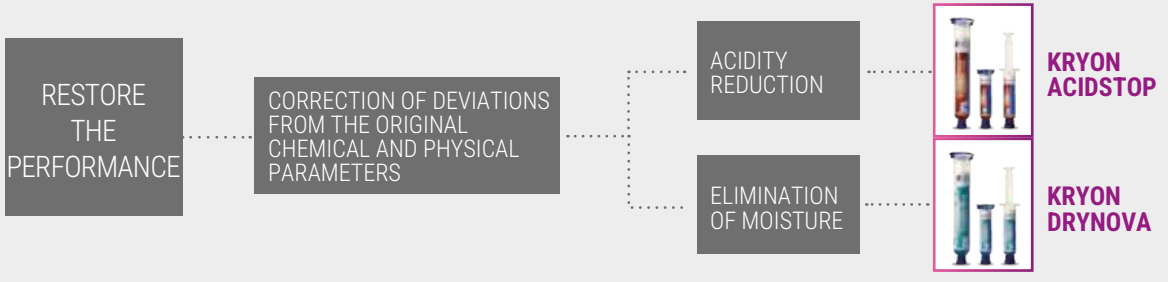 RESTORE
THE
PERFORMANCE
CORRECTION OF DEVIATIONS
FROM THE ORIGINAL
CHEMICAL AND PHYSICAL
PARAMETERS
ACIDITY
REDUCTION
KRYON
ACIDSTOP
ELIMINATION
OF MOISTURE
KRYON
DRYNOVA